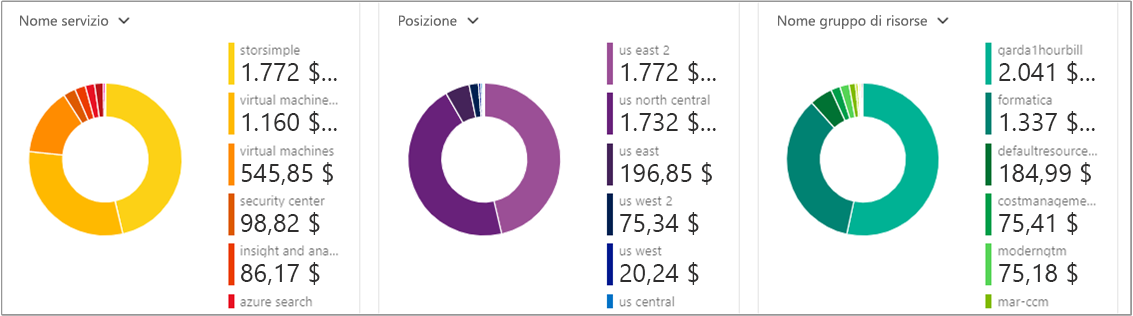 Nome servizio
storsimple
1.772 $...
virtual machine...
1.160 $...
virtual machines
545,85 $
security center
98,82 $
insight and ana...
86,17 $
azure search
Posizione
us east 2
1.772 $...
us north central
1.732 $...
us east
196,85 $
us west 2
75,34 $
us west
20,24 $
us central
Nome gruppo di risorse
qarda1hourbill
2.041 $...
formatica
1.337 $...
defaultresource...
184,99 $
costmanageme...
75,41 $
modernqtm
75,18 $
mar-ccm